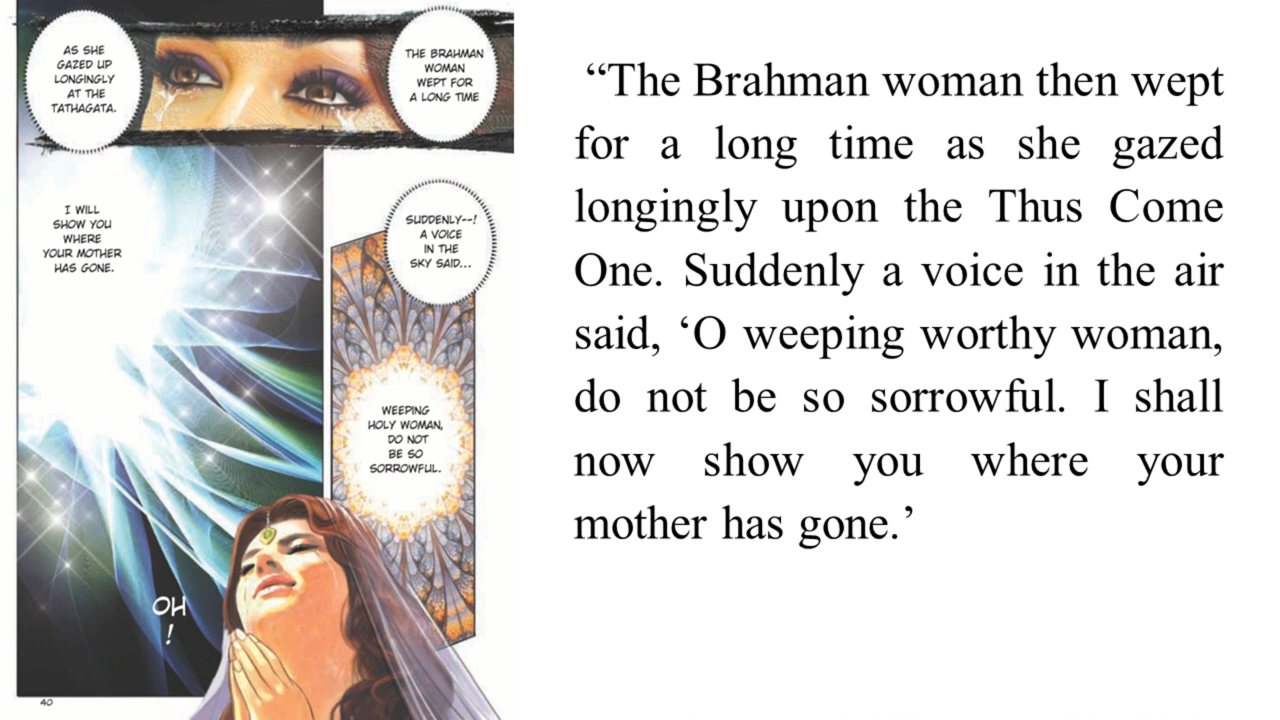 THE BRAHMAN
WOMAN
WEPT FOR
A LONG TIME
AS SHE
GAZED UP
LONGINGLY
AT THE
TATHAGATA.
SUDDENLY--!
A VOICE
IN THE
SKY SAID...
WEEPING
HOLY WOMAN,
DO NOT
BE SO
SORROWFUL.
I WILL
SHOW YOU
WHERE
YOUR MOTHER
HAS GONE.
OH
!
40
“The Brahman woman then wept
for a long time as she gazed
longingly upon the Thus Come
One. Suddenly a voice in the air
said, ‘O weeping worthy woman,
do not be so sorrowful. I shall
now show you where your
mother has gone.’